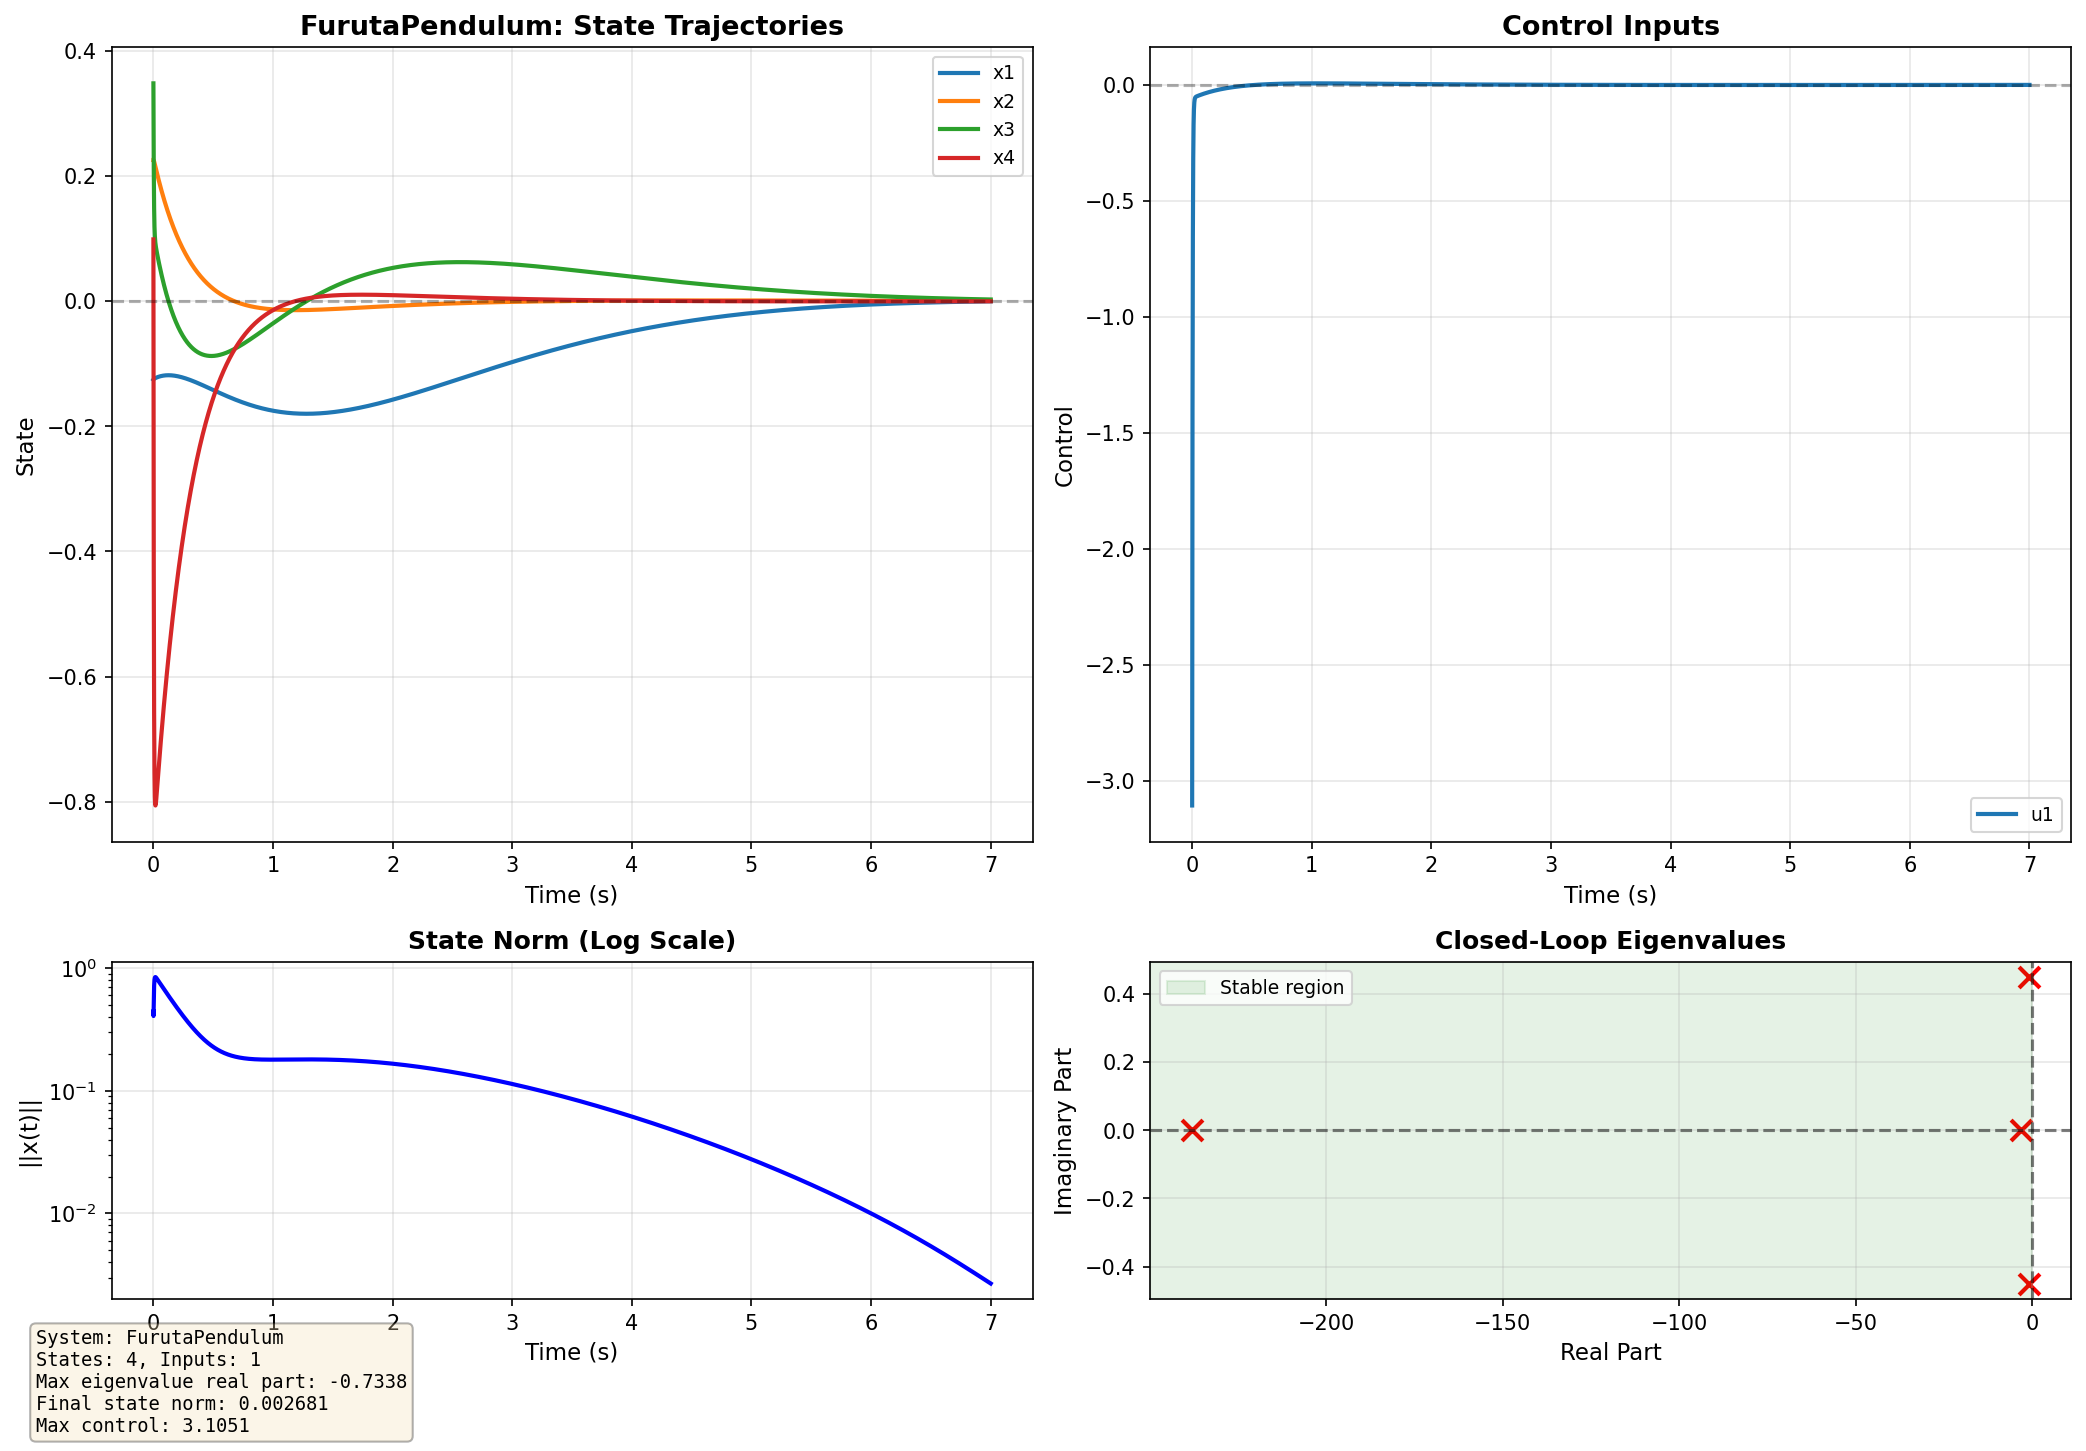 FurutaPendulum: State Trajectories
0.4
0.2
0.0
−0.2
−0.4
−0.6
−0.8
State
x1
x2
x3
x4
0 1 2 3 4 5 6 7
Time (s)
Control Inputs
0.0
−0.5
−1.0
−1.5
−2.0
−2.5
−3.0
Control
u1
0 1 2 3 4 5 6 7
Time (s)
State Norm (Log Scale)
10⁰
10⁻¹
10⁻²
||x(t)||
0 1 2 3 4 5 6 7
Time (s)
Closed-Loop Eigenvalues
Stable region
0.4
0.2
0.0
−0.2
−0.4
Imaginary Part
−200 −150 −100 −50 0
Real Part
System: FurutaPendulum
States: 4, Inputs: 1
Max eigenvalue real part: -0.7338
Final state norm: 0.002681
Max control: 3.1051